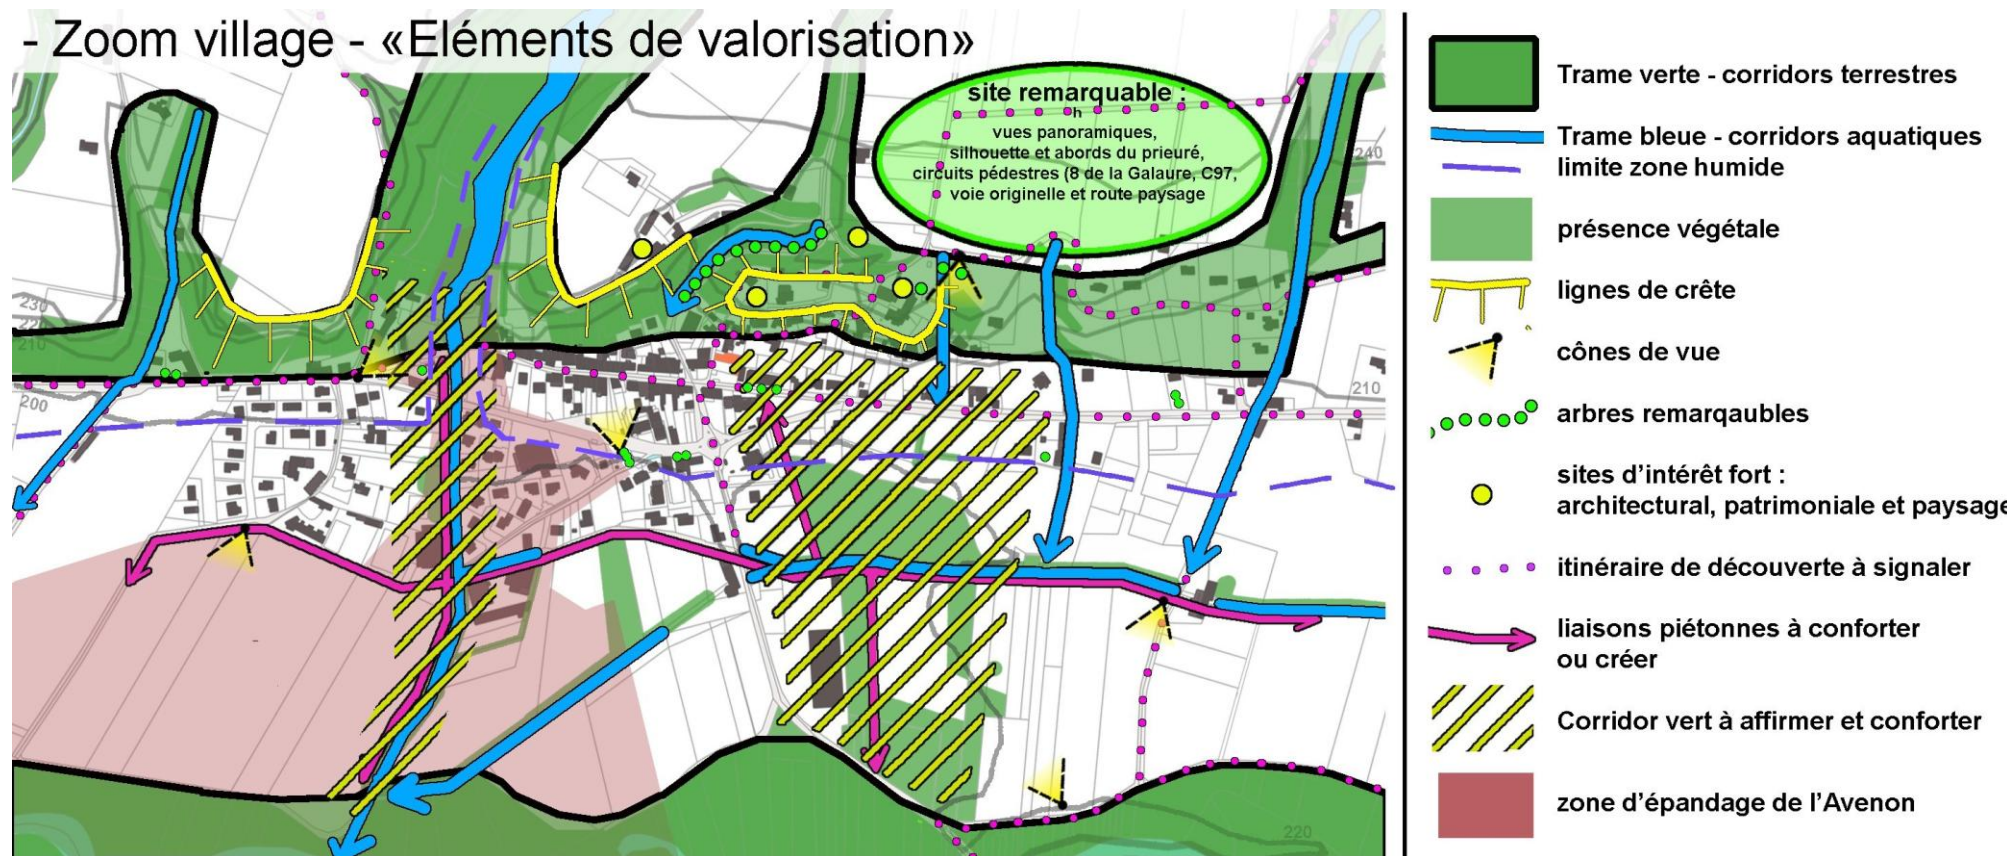 - Zoom village - «Eléments de valorisation»
site remarquable :
h
vues panoramiques,
silhouette et abords du prieuré,
circuits pédestres (8 de la Galaure, C97,
voie originelle et route paysage
240
230
220
210
200
210
220
Trame verte - corridors terrestres
Trame bleue - corridors aquatiques
limite zone humide
présence végétale
lignes de crête
cônes de vue
arbres remarqaubles
sites d'intérêt fort :
architectural, patrimoniale et paysage
itinéraire de découverte à signaler
liaisons piétonnes à conforter
ou créer
Corridor vert à affirmer et conforter
zone d'épandage de l'Avenon